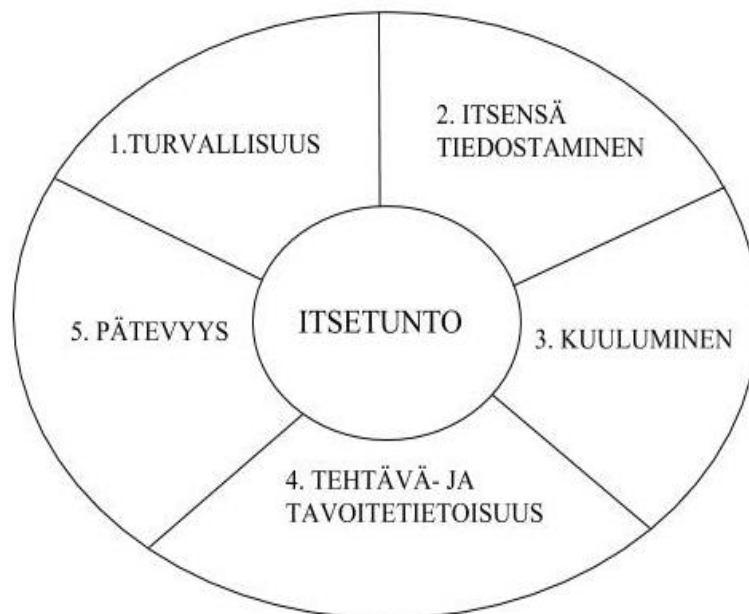 1.TURVALLISUUS
2. ITSENSÄ
TIEDOSTAMINEN
3. KUULUMINEN
4. TEHTÄVÄ- JA
TAVOITETIETOISUUS
5. PÄTEVYYS
ITSETUNTO